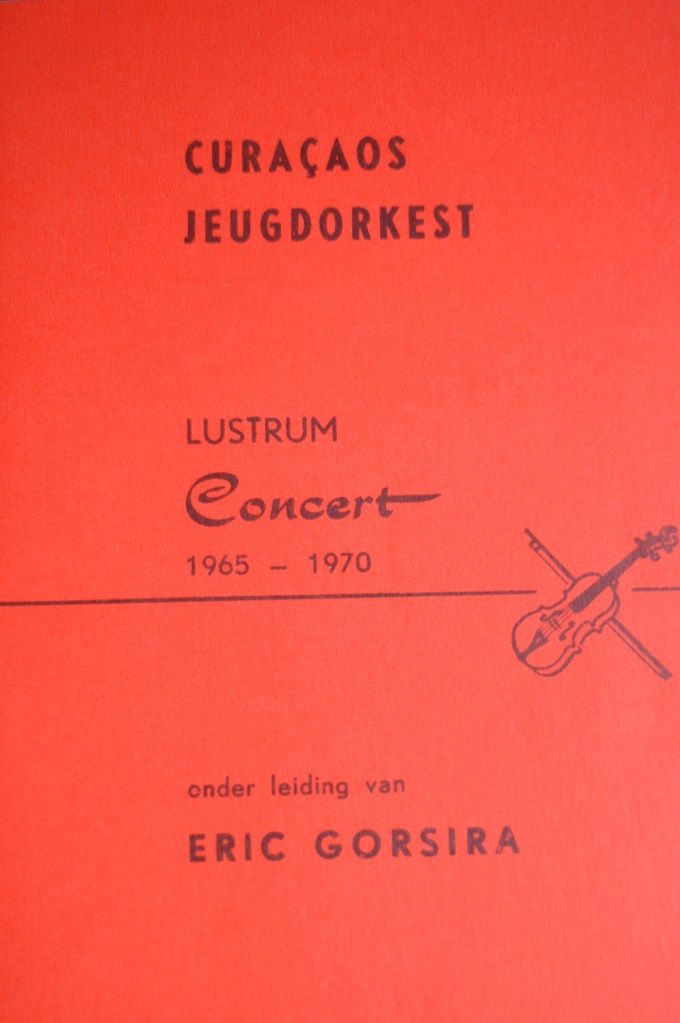 CURAÇAOS
JEUGDORKEST
LUSTRUM
Concert
1965 – 1970
onder leiding van
ERIC GORSIRA